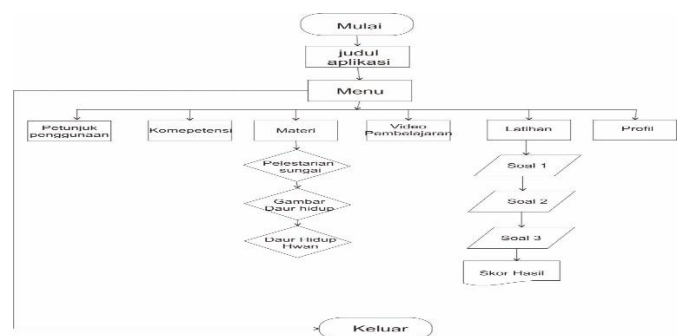 Mulai
judul
aplikasi
Menu
Petunjuk
penggunaan
Komepetensi
Materi
Video
Pembelajaran
Latihan
Profil
Pelestarian
sungai
Gambar
Daur hidup
Daur Hidup
Hwan
Soal 1
Soal 2
Soal 3
Skor Hasil
Keluar